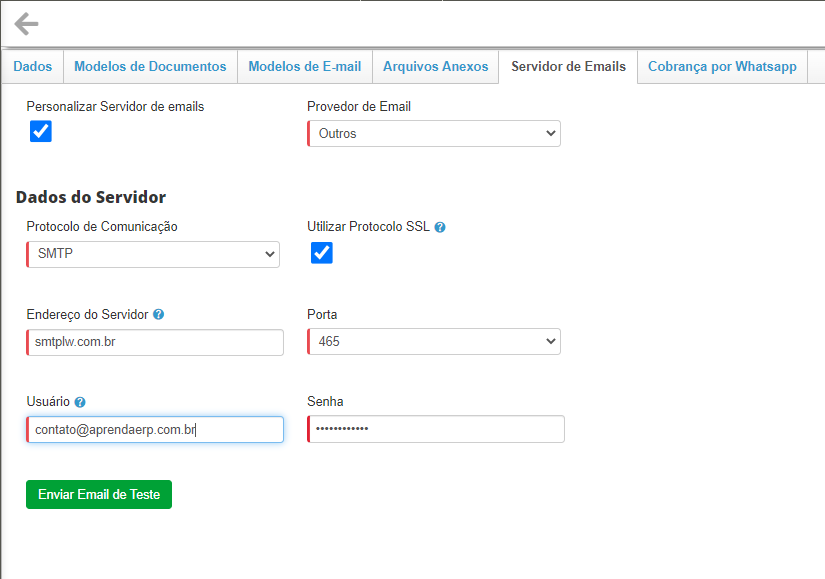 Dados Modelos de Documentos Modelos de E-mail Arquivos Anexos Servidor de Emails Cobrança por Whatsapp
Personalizar Servidor de emails Provedor de Email
Outros
Dados do Servidor
Protocolo de Comunicação Utilizar Protocolo SSL ?
SMTP
Endereço do Servidor ? Porta
smtplw.com.br 465
Usuário ? Senha
contato@aprendaerp.com.br ••••••••••••
Enviar Email de Teste